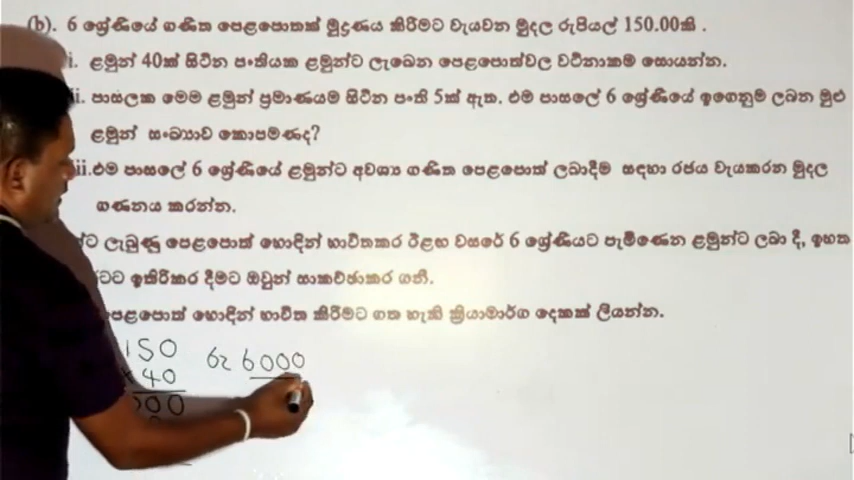 (b). 6 ශ්‍රේණියේ ගණිත පෙළපොතක් මුද්‍රණය කිරීමට වැයවන මුදල රුපියල් 150.00කි .
i. ළමුන් 40ක් සිටින පංතියක ළමුන්ට ලැබෙන පෙළපොත්වල වටිනාකම සොයන්න.
ii. පාසලක මෙම ළමුන් ප්‍රමාණයම සිටින පංති 5ක් ඇත. එම පාසලේ 6 ශ්‍රේණියේ ඉගෙනුම ලබන මුළු
ළමුන් සංඛ්‍යාව කොපමණද?
ii. එම පාසලේ 6 ශ්‍රේණියේ ළමුන්ට අවශ්‍ය ගණිත පෙළපොත් ලබාදීම සඳහා රජය වැයකරන මුදල
ගණනය කරන්න.
ට ලැබුණු පෙළපොත් හොඳින් භාවිතකර ඊළඟ වසරේ 6 ශ්‍රේණියට පැමිණෙන ළමුන්ට ලබා දී, ඉහත
ඉතිරිකර දීමට ඔවුන් සාකච්ඡාකර ගනී.
පෙළපොත් හොඳින් භාවිත කිරීමට ගත හැකි ක්‍රියාමාර්ග දෙකක් ලියන්න.
150 රු 6000
40
00